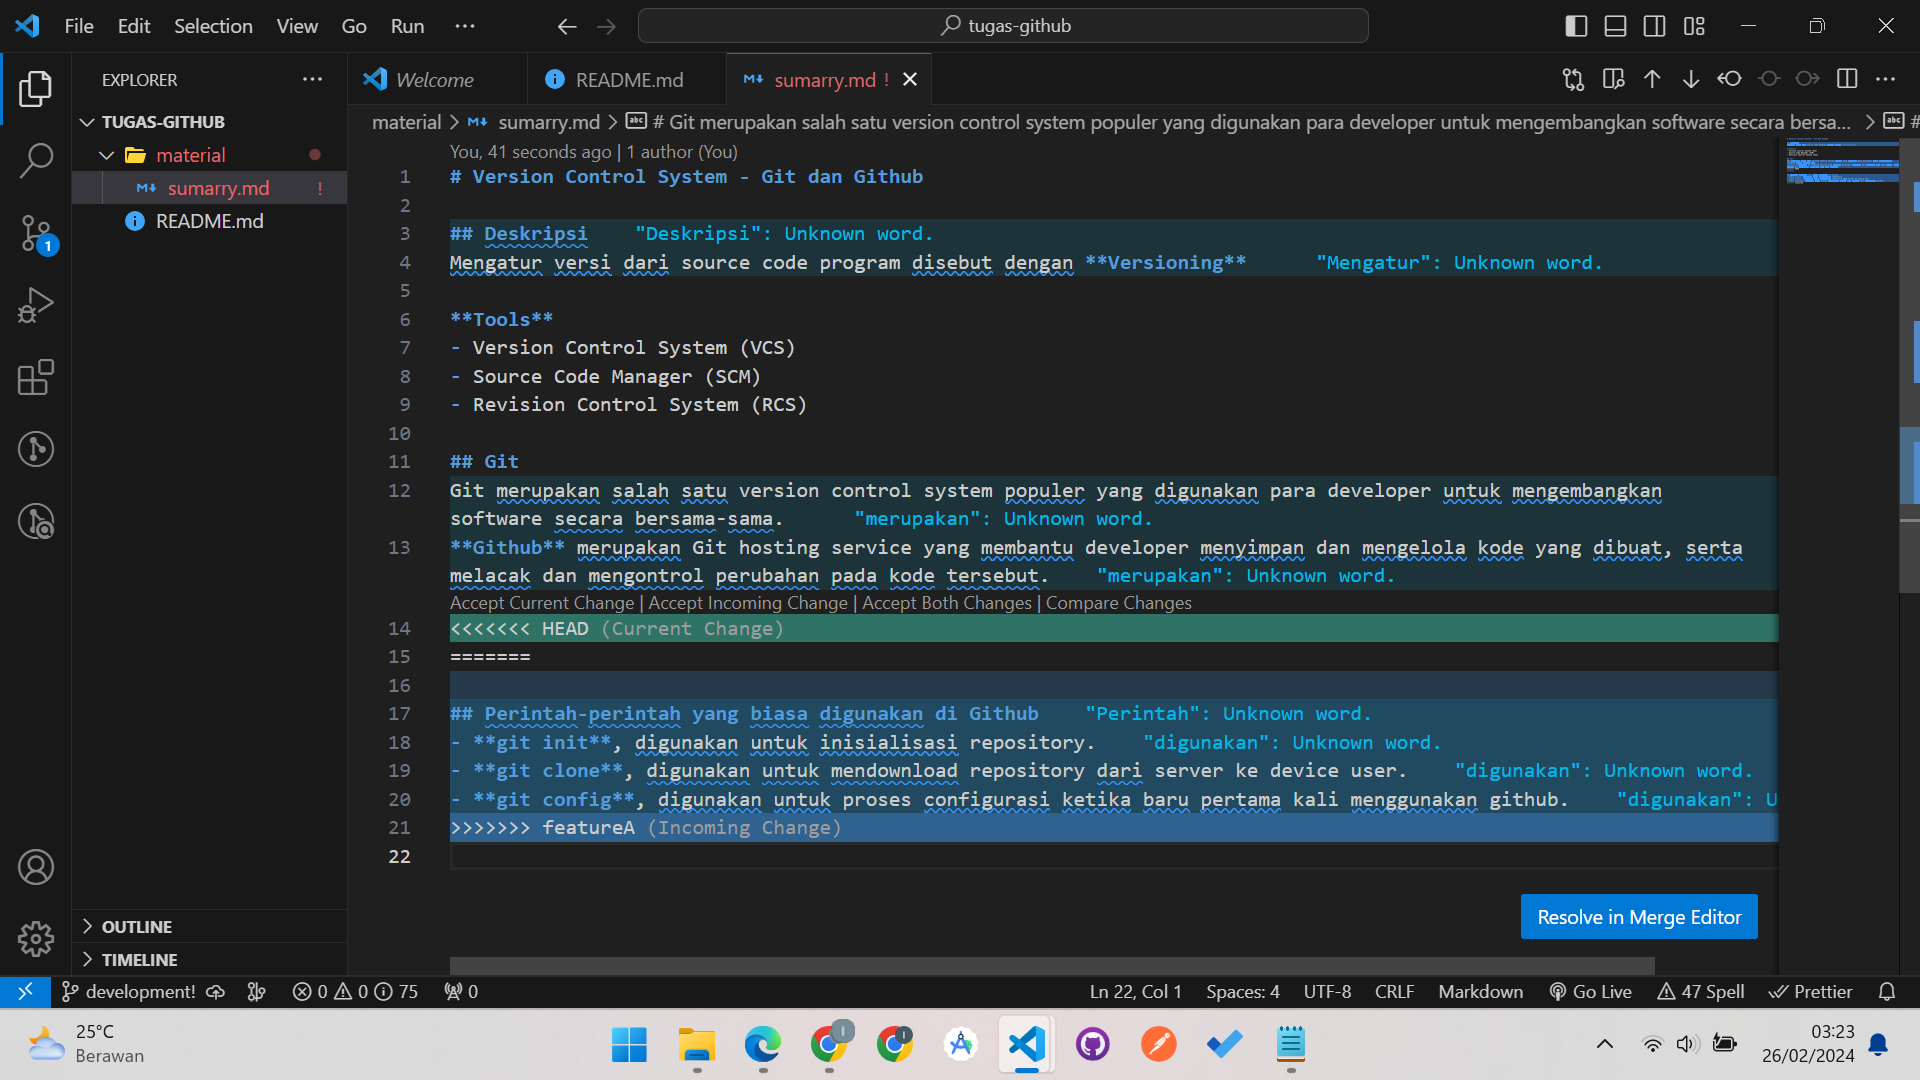 File Edit Selection View Go Run ···
tugas-github
EXPLORER
TUGAS-GITHUB
material
sumarry.md !
README.md
OUTLINE
TIMELINE
1
Welcome
README.md
sumarry.md !
material > sumarry.md > # Git merupakan salah satu version control system populer yang digunakan para developer untuk mengembangkan software secara bersa... > #
You, 41 seconds ago | 1 author (You)
1 # Version Control System - Git dan Github
2
3 ## Deskripsi "Deskripsi": Unknown word.
4 Mengatur versi dari source code program disebut dengan **Versioning** "Mengatur": Unknown word.
5
6 **Tools**
7 - Version Control System (VCS)
8 - Source Code Manager (SCM)
9 - Revision Control System (RCS)
10
11 ## Git
12 Git merupakan salah satu version control system populer yang digunakan para developer untuk mengembangkan
software secara bersama-sama. "merupakan": Unknown word.
13 **Github** merupakan Git hosting service yang membantu developer menyimpan dan mengelola kode yang dibuat, serta
melacak dan mengontrol perubahan pada kode tersebut. "merupakan": Unknown word.
Accept Current Change | Accept Incoming Change | Accept Both Changes | Compare Changes
14 <<<<<<< HEAD (Current Change)
15 =======
16
17 ## Perintah-perintah yang biasa digunakan di Github "Perintah": Unknown word.
18 - **git init**, digunakan untuk inisialisasi repository. "digunakan": Unknown word.
19 - **git clone**, digunakan untuk mendownload repository dari server ke device user. "digunakan": Unknown word.
20 - **git config**, digunakan untuk proses configurasi ketika baru pertama kali menggunakan github. "digunakan": U
21 >>>>>>> featureA (Incoming Change)
22
Resolve in Merge Editor
development! 0 0 75 0 Ln 22, Col 1 Spaces: 4 UTF-8 CRLF Markdown Go Live 47 Spell Prettier
25°C
Berawan
03:23
26/02/2024